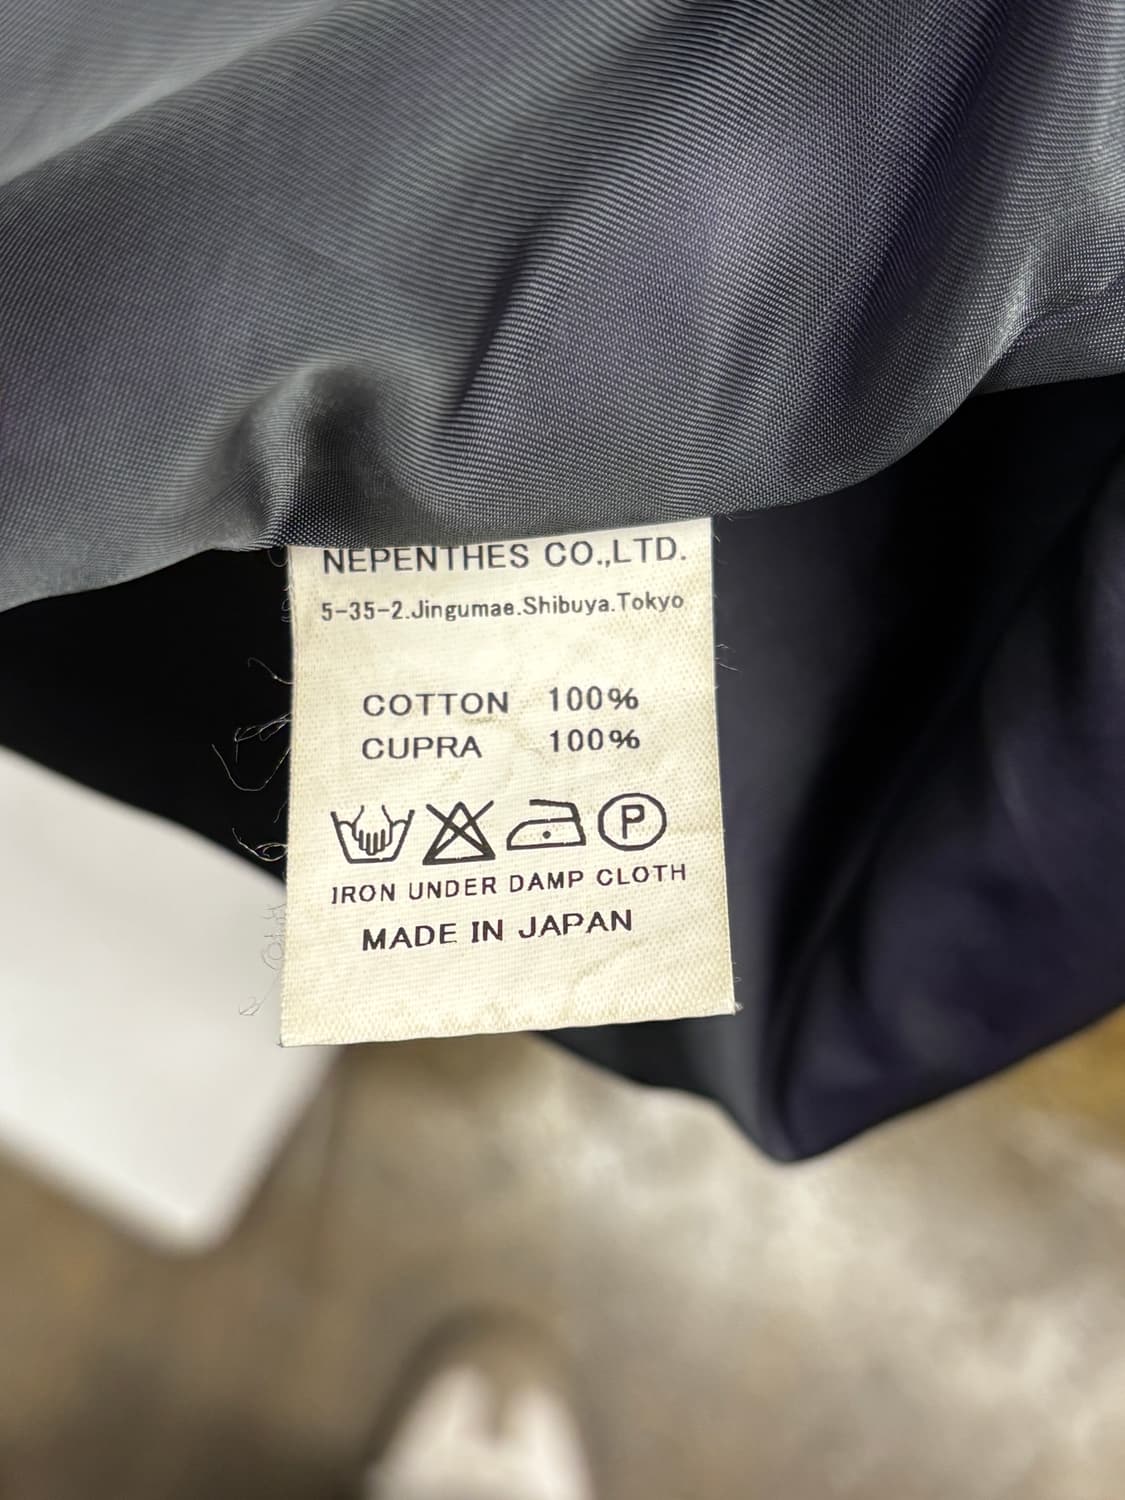 NEPENTHES CO.,LTD.
5-35-2.Jingumae.Shibuya.Tokyo
COTTON 100%
CUPRA 100%
P
IRON UNDER DAMP CLOTH
MADE IN JAPAN